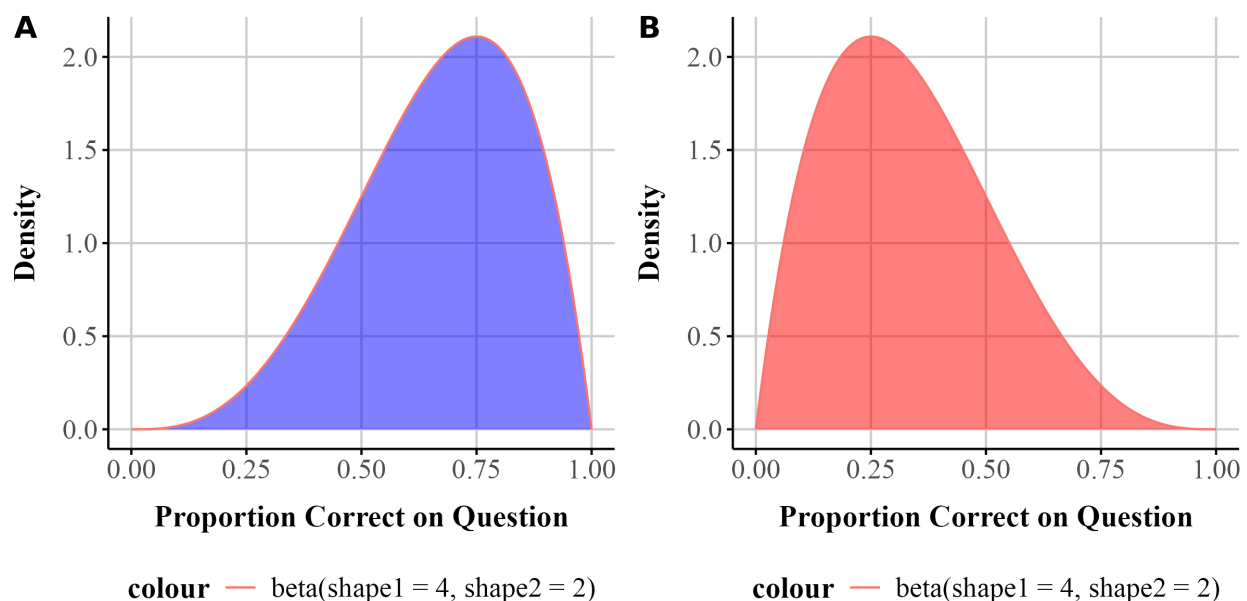 A
2.0
1.5
1.0
0.5
0.0
Density
0.00 0.25 0.50 0.75 1.00
Proportion Correct on Question
colour beta(shape1 = 4, shape2 = 2)
B
2.0
1.5
1.0
0.5
0.0
Density
0.00 0.25 0.50 0.75 1.00
Proportion Correct on Question
colour beta(shape1 = 4, shape2 = 2)